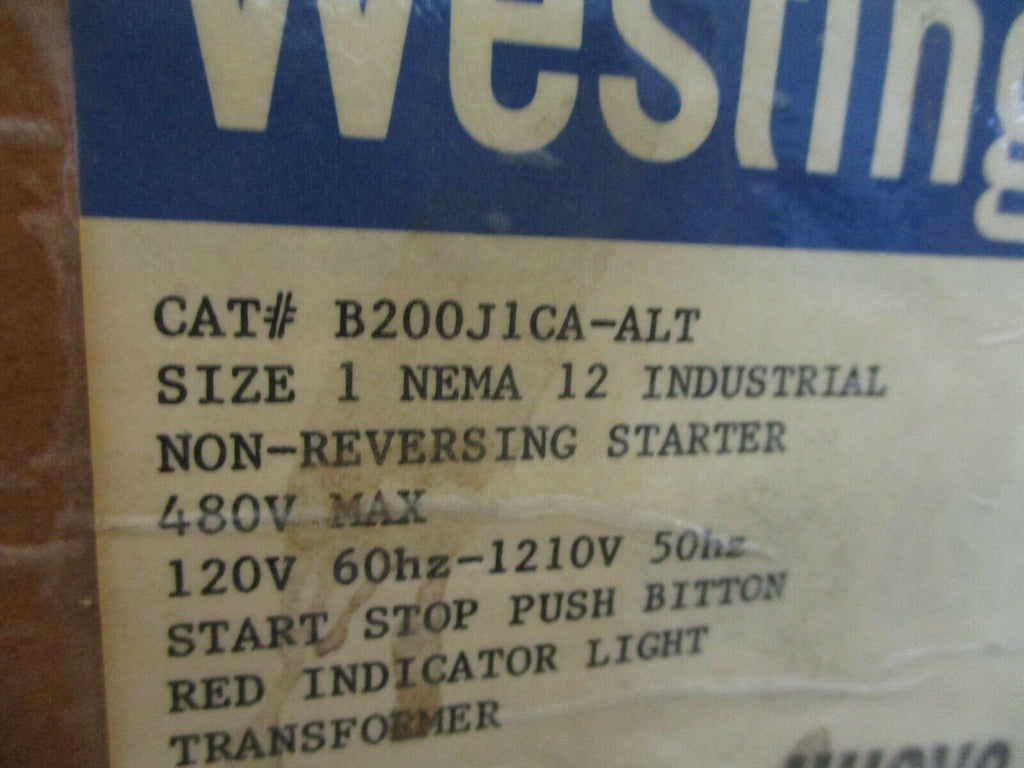 Westing
CAT# B200J1CA-ALT
SIZE 1 NEMA 12 INDUSTRIAL
NON-REVERSING STARTER
480V MAX
120V 60hz-1210V 50hz
START STOP PUSH BITTON
RED INDICATOR LIGHT
TRANSFORMER